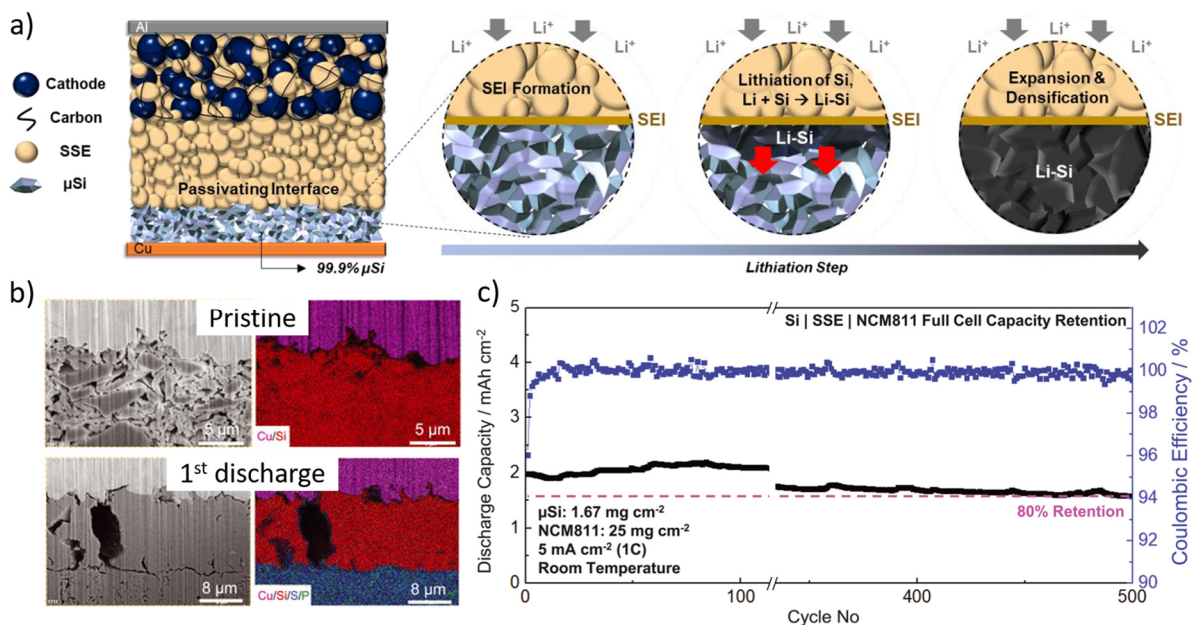 a)
Al
Cathode
Carbon
SSE
µSi
Passivating Interface
Cu
99.9% µSi
Li⁺ Li⁺
SEI Formation
SEI
Li⁺ Li⁺
Lithiation of Si,
Li + Si → Li-Si
SEI
Li-Si
Li⁺ Li⁺
Expansion &
Densification
SEI
Li-Si
Lithiation Step
b)
Pristine
5 µm
Cu/Si
5 µm
1st discharge
8 µm
Cu/Si/S/P
8 µm
c)
Si | SSE | NCM811 Full Cell Capacity Retention
Discharge Capacity / mAh cm⁻²
5
4
3
2
1
0
µSi: 1.67 mg cm⁻²
NCM811: 25 mg cm⁻²
5 mA cm⁻² (1C)
Room Temperature
80% Retention
0 100 400 500
Cycle No
102
100
98
96
94
92
90
Coulombic Efficiency / %